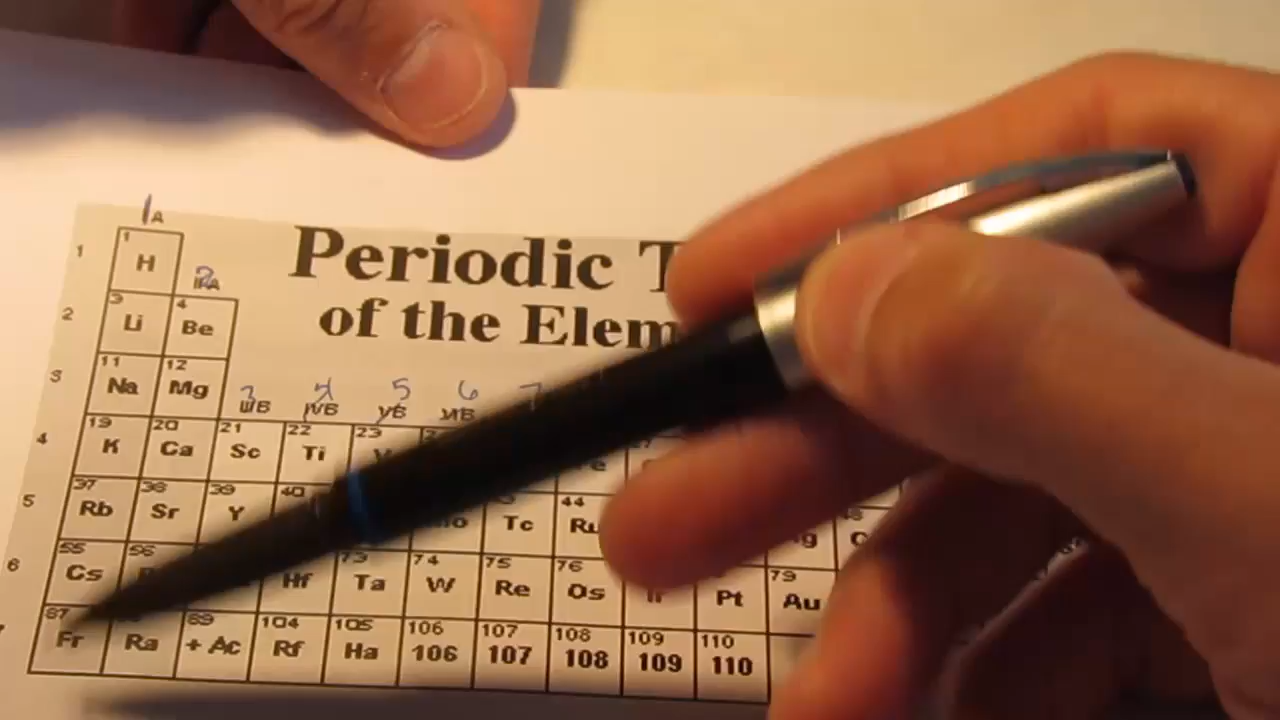 1A
1
1
H
Periodic
2
IIA
3
4
2
Li
Be
of the Elem
11
12
3
Na
Mg
3 4 5 6 7
IIIB IVB VB VIB
19 20 21 22 23
4
K Ca Sc Ti V
37 38 39 40 44
5
Rb Sr Y Tc Ru
55 56 73 74 75 76 79
6
Cs Hf Ta W Re Os Ir Pt Au
87 89 104 105 106 107 108 109 110
Fr Ra + Ac Rf Ha 106 107 108 109 110